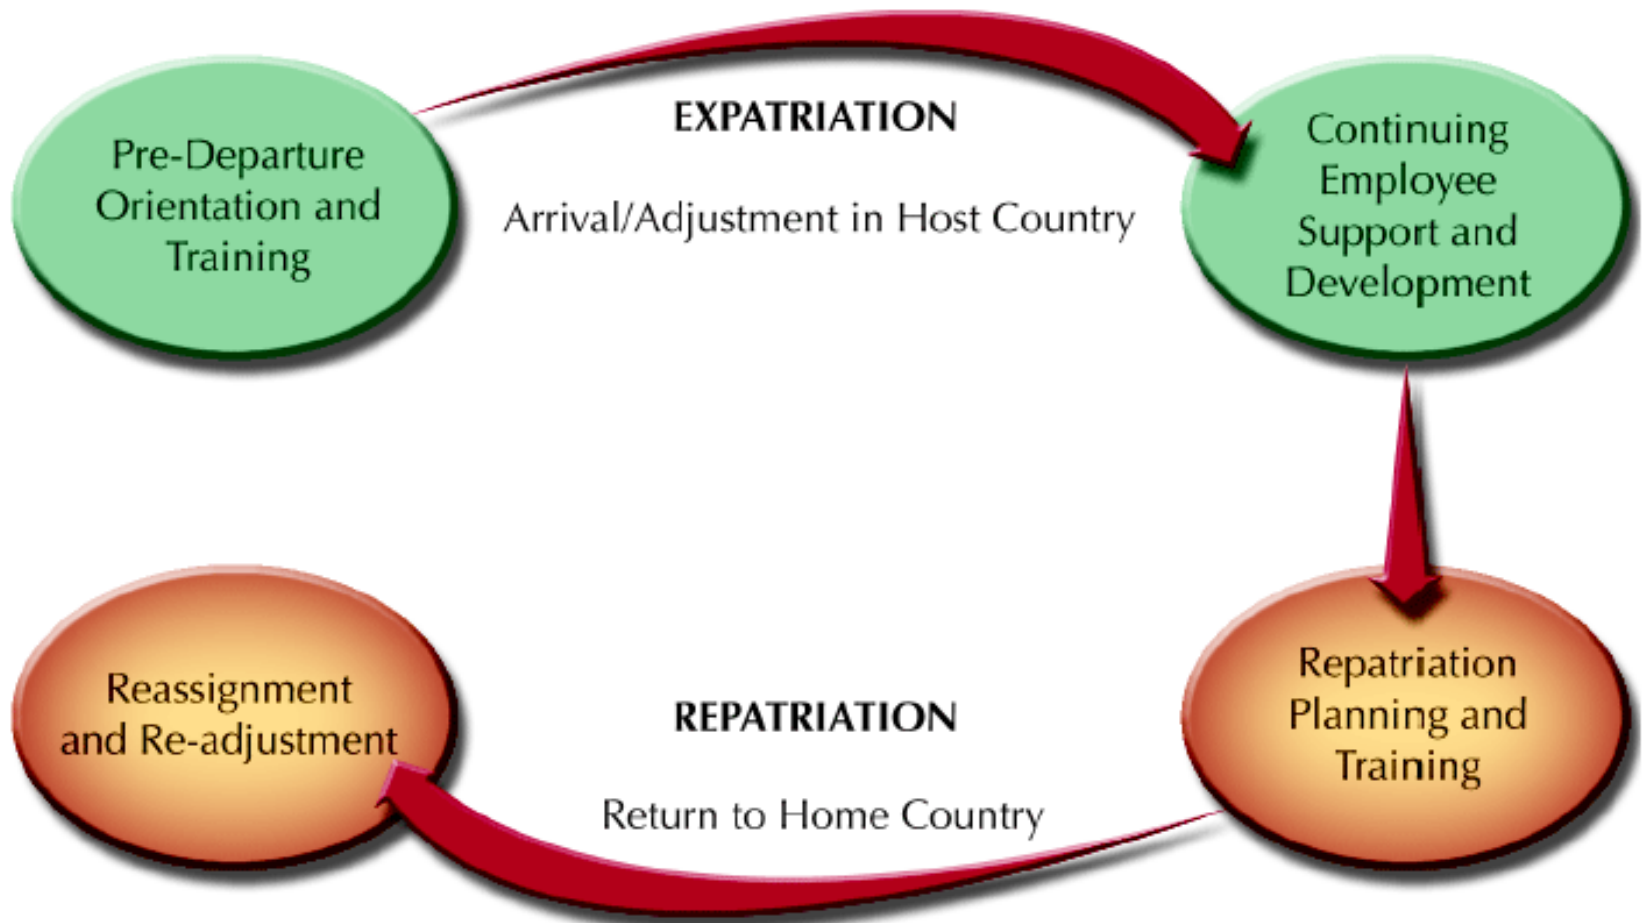 Pre-Departure
Orientation and
Training
EXPATRIATION
Arrival/Adjustment in Host Country
Continuing
Employee
Support and
Development
Repatriation
Planning and
Training
REPATRIATION
Return to Home Country
Reassignment
and Re-adjustment